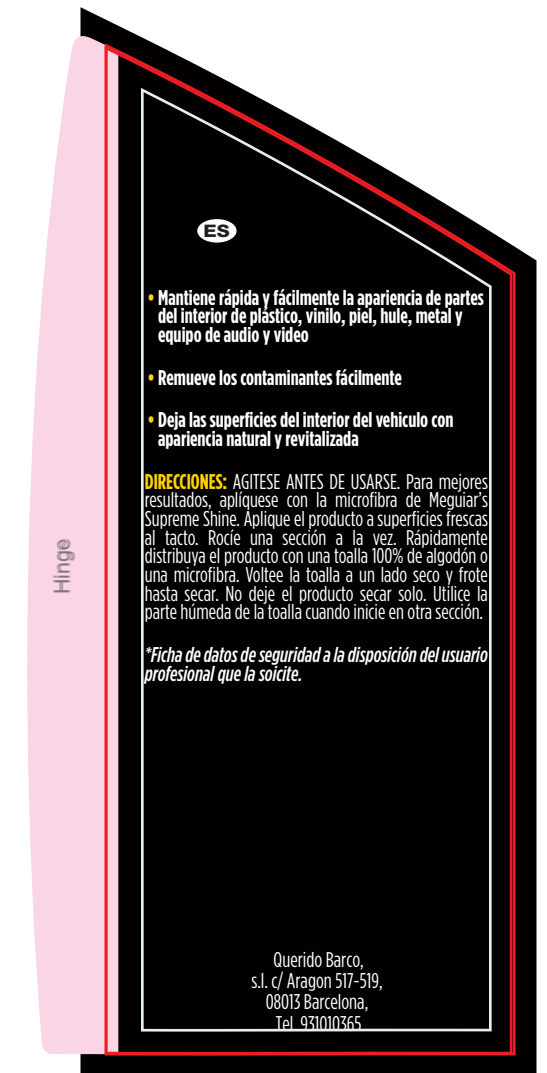 Hinge
ES
• Mantiene rápida y fácilmente la apariencia de partes
del interior de plástico, vinilo, piel, hule, metal y
equipo de audio y video
• Remueve los contaminantes fácilmente
• Deja las superficies del interior del vehiculo con
apariencia natural y revitalizada
DIRECCIONES: AGITESE ANTES DE USARSE. Para mejores
resultados, aplíquese con la microfibra de Meguiar's
Supreme Shine. Aplique el producto a superficies frescas
al tacto. Rocíe una sección a la vez. Rápidamente
distribuya el producto con una toalla 100% de algodón o
una microfibra. Voltee la toalla a un lado seco y frote
hasta secar. No deje el producto secar solo. Utilice la
parte húmeda de la toalla cuando inicie en otra sección.
*Ficha de datos de seguridad a la disposición del usuario
profesional que la soicite.
Querido Barco,
s.l. c/ Aragon 517-519,
08013 Barcelona,
Tel. 931010365